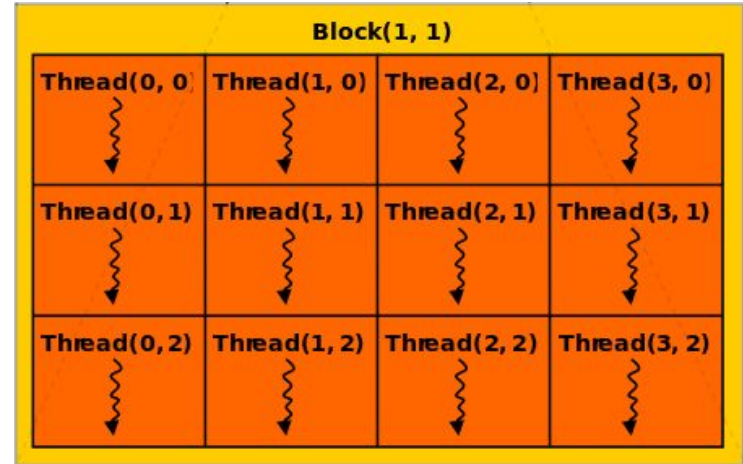 Block(1, 1)
Thread(0, 0) Thread(1, 0) Thread(2, 0) Thread(3, 0)
Thread(0, 1) Thread(1, 1) Thread(2, 1) Thread(3, 1)
Thread(0, 2) Thread(1, 2) Thread(2, 2) Thread(3, 2)